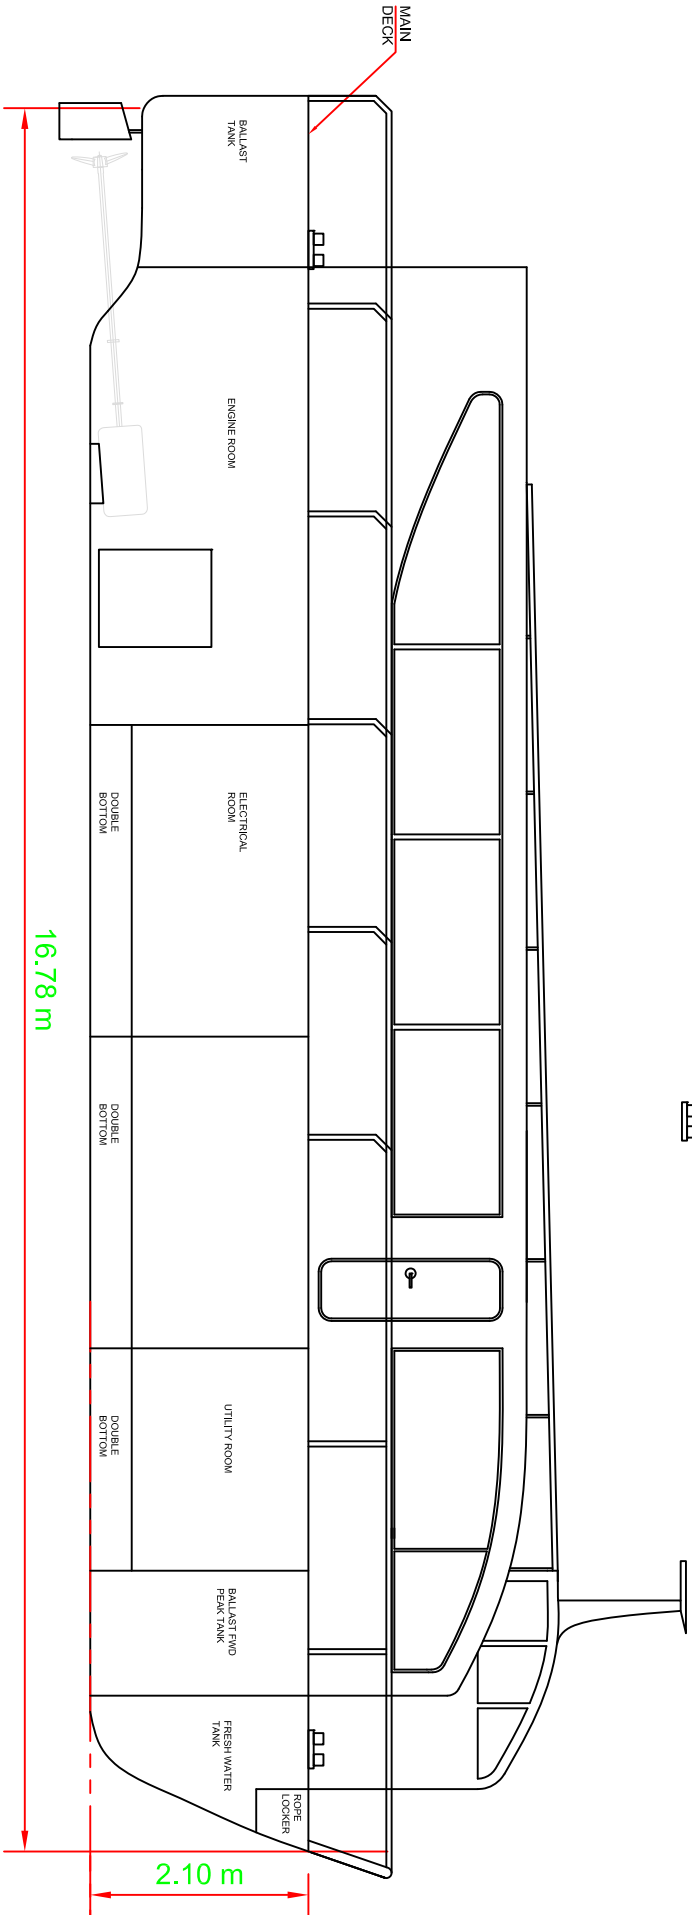 MAIN
DECK
BALLAST
TANK
ENGINE ROOM
ELECTRICAL
ROOM
DOUBLE
BOTTOM
16.78 m
DOUBLE
BOTTOM
UTILITY ROOM
DOUBLE
BOTTOM
BALLAST FWD
PEAK TANK
FRESH WATER
TANK
ROPE
LOCKER
2.10 m